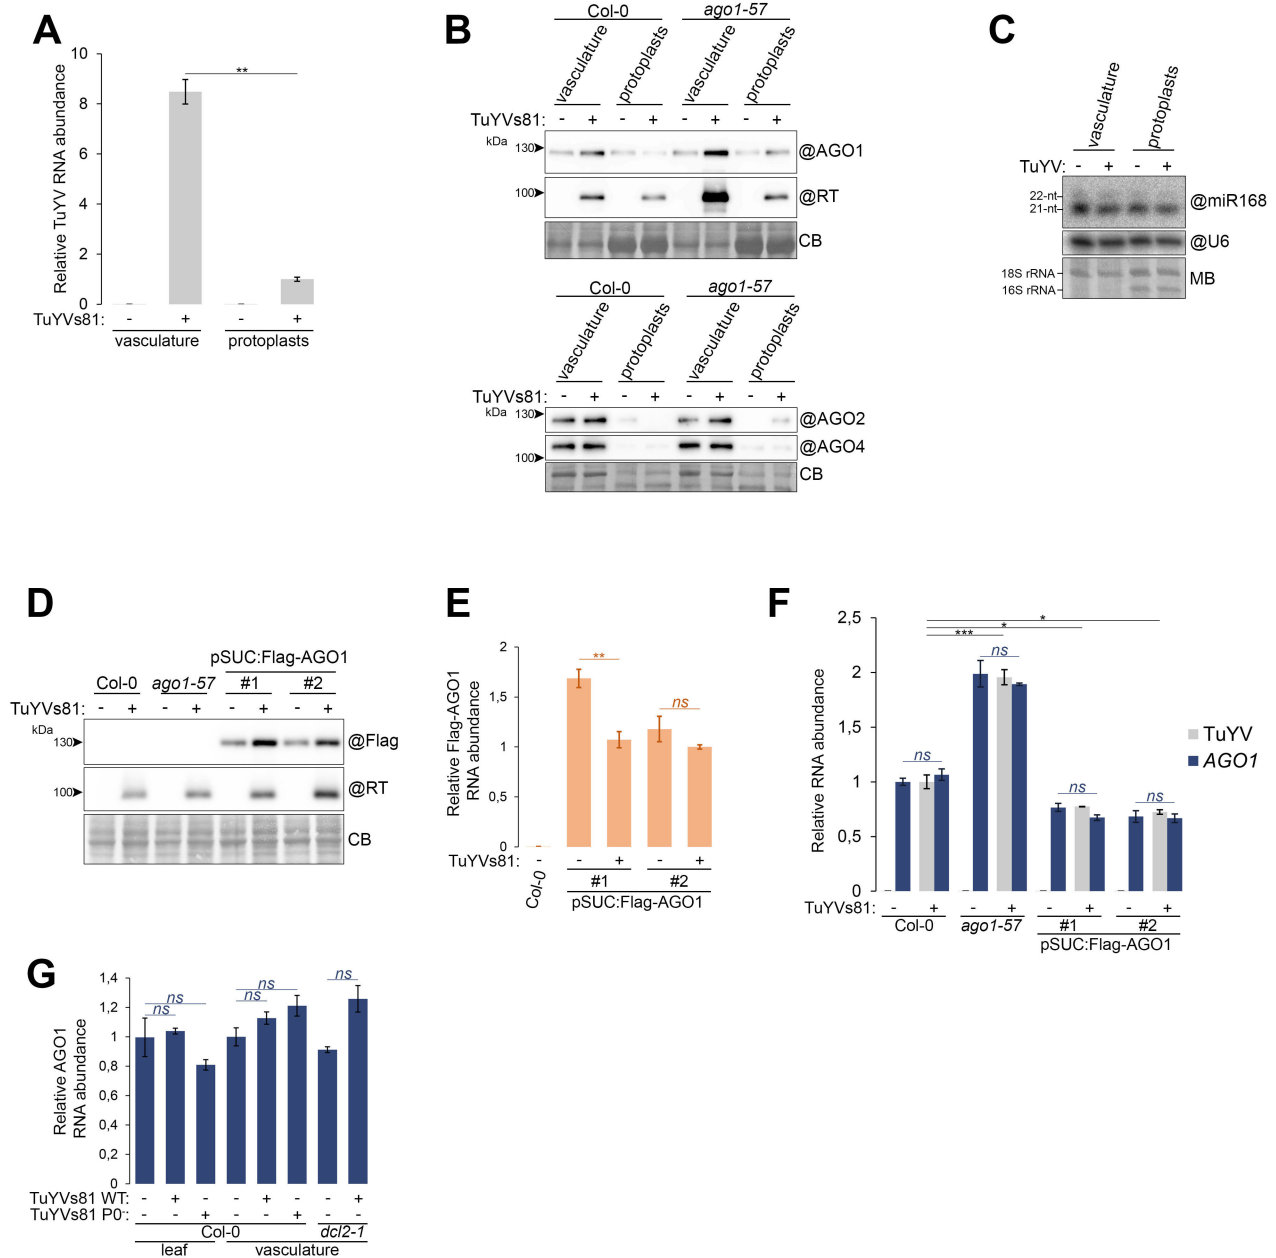 A
10
8
6
4
2
0
Relative TuYV RNA abundance
**
TuYVs81: - + - +
vasculature protoplasts
B
Col-0 ago1-57
vasculature protoplasts vasculature protoplasts
TuYVs81: - + - + - + - +
kDa 130 @AGO1
100 @RT
CB
Col-0 ago1-57
vasculature protoplasts vasculature protoplasts
TuYVs81: - + - + - + - +
kDa 130 @AGO2
@AGO4
100
CB
C
vasculature protoplasts
TuYV: - + - +
22-nt
21-nt
@miR168
@U6
18S rRNA
16S rRNA
MB
D
pSUC:Flag-AGO1
Col-0 ago1-57 #1 #2
TuYVs81: - + - + - + - +
kDa
130 @Flag
100 @RT
CB
E
2
1,5
1
0,5
0
Relative Flag-AGO1
RNA abundance
** ns
TuYVs81: - - + - +
Col-0 #1 #2
pSUC:Flag-AGO1
F
2,5
2
1,5
1
0,5
0
Relative RNA abundance
*
*
***
ns ns ns ns
TuYV
AGO1
TuYVs81: - + - + - + - +
Col-0 ago1-57 #1 #2
pSUC:Flag-AGO1
G
1,4
1,2
1
0,8
0,6
0,4
0,2
0
Relative AGO1
RNA abundance
ns ns ns
ns ns
TuYVs81 WT: - + - - + - - +
TuYVs81 P0-: - - + - - + - -
Col-0 dcl2-1
leaf vasculature